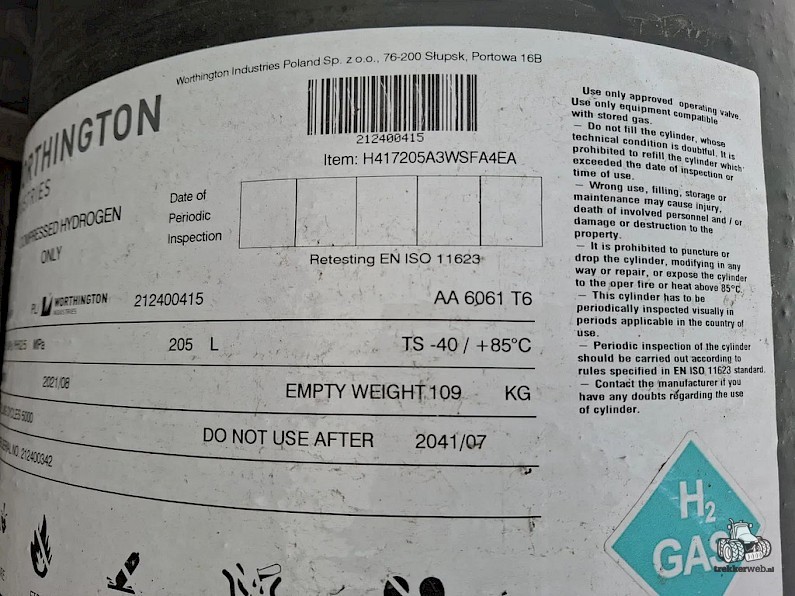 Worthington Industries Poland Sp. z o.o., 76-200 Słupsk, Portowa 16B
212400415
Item: H417205A3WSFA4EA
WORTHINGTON
Date of
Periodic
Inspection
COMPRESSED HYDROGEN
ONLY
Retesting EN ISO 11623
PL WORTHINGTON INDUSTRIES 212400415 AA 6061 T6
MPa 205 L TS -40 / +85°C
2021/08 EMPTY WEIGHT 109 KG
DO NOT USE AFTER 2041/07
NO 212400342
Use only approved operating valve.
Use only equipment compatible
with stored gas.
– Do not fill the cylinder, whose
technical condition is doubtful. It is
prohibited to refill the cylinder which
exceeded the date of inspection or
time of use.
– Wrong use, filling, storage or
maintenance may cause injury,
death of involved personnel and / or
damage or destruction to the
property.
– It is prohibited to puncture or
drop the cylinder, modifying in any
way or repair, or expose the cylinder
to the oper fire or heat above 85°C.
– This cylinder has to be
periodically inspected visually in
periods applicable in the country of
use.
– Periodic inspection of the cylinder
should be carried out according to
rules specified in EN ISO 11623 standard.
– Contact the manufacturer if you
have any doubts regarding the use
of cylinder.
H2
GAS
trekkerweb.nl